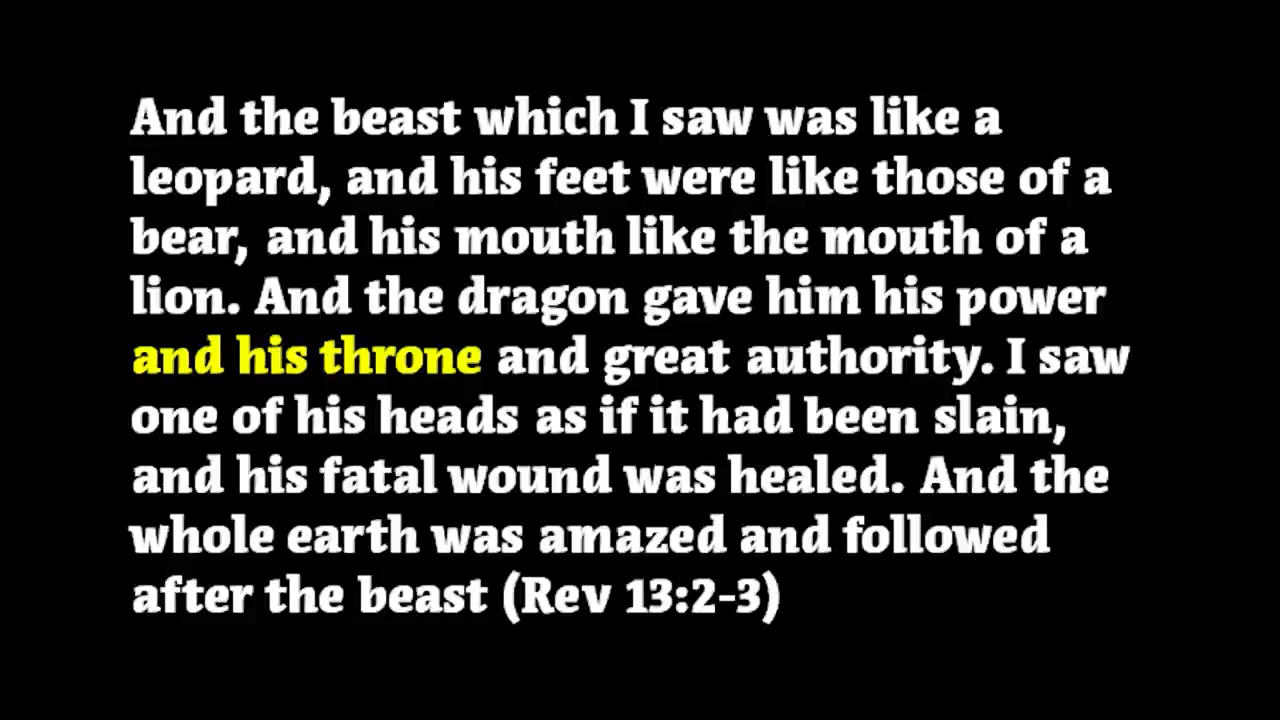 And the beast which I saw was like a
leopard, and his feet were like those of a
bear, and his mouth like the mouth of a
lion. And the dragon gave him his power
and his throne and great authority. I saw
one of his heads as if it had been slain,
and his fatal wound was healed. And the
whole earth was amazed and followed
after the beast (Rev 13:2-3)